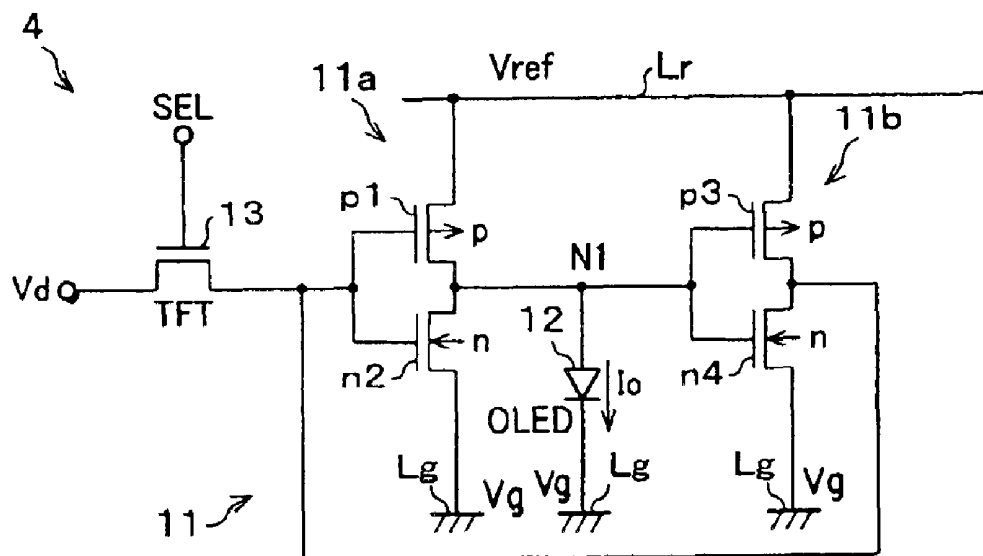 4
11a
Vref
Lr
SEL
11b
p1
p3
13
p
p
N1
Vd
TFT
12
n
n
n2
Io
n4
OLED
Lg
Vg
Vg
Lg
Lg
Vg
11